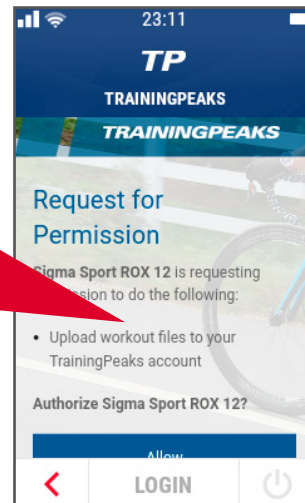 23:11
TP
TRAININGPEAKS
TRAININGPEAKS
Request for
Permission
Sigma Sport ROX 12 is requesting
to do the following:
• Upload workout files to your
TrainingPeaks account
Authorize Sigma Sport ROX 12?
Allow
LOGIN